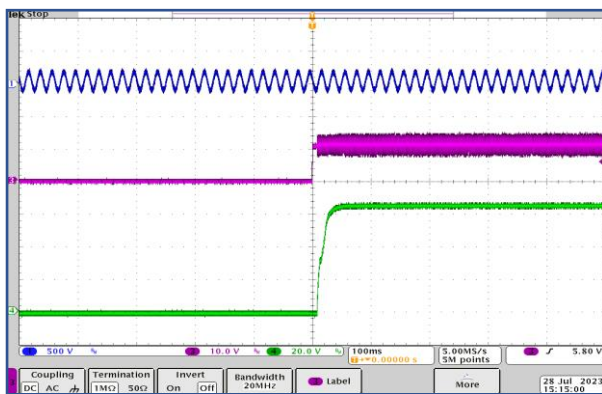 Tek Stop
1
3
4
1 500 V 3 10.0 V 4 20.0 V 100ms 5.00MS/s 3 5.80 V
T→▼0.00000 s 5M points
Coupling Termination Invert Bandwidth 3 Label More
DC AC 1MΩ 50Ω On Off 20MHz
28 Jul 2023
15:15:00